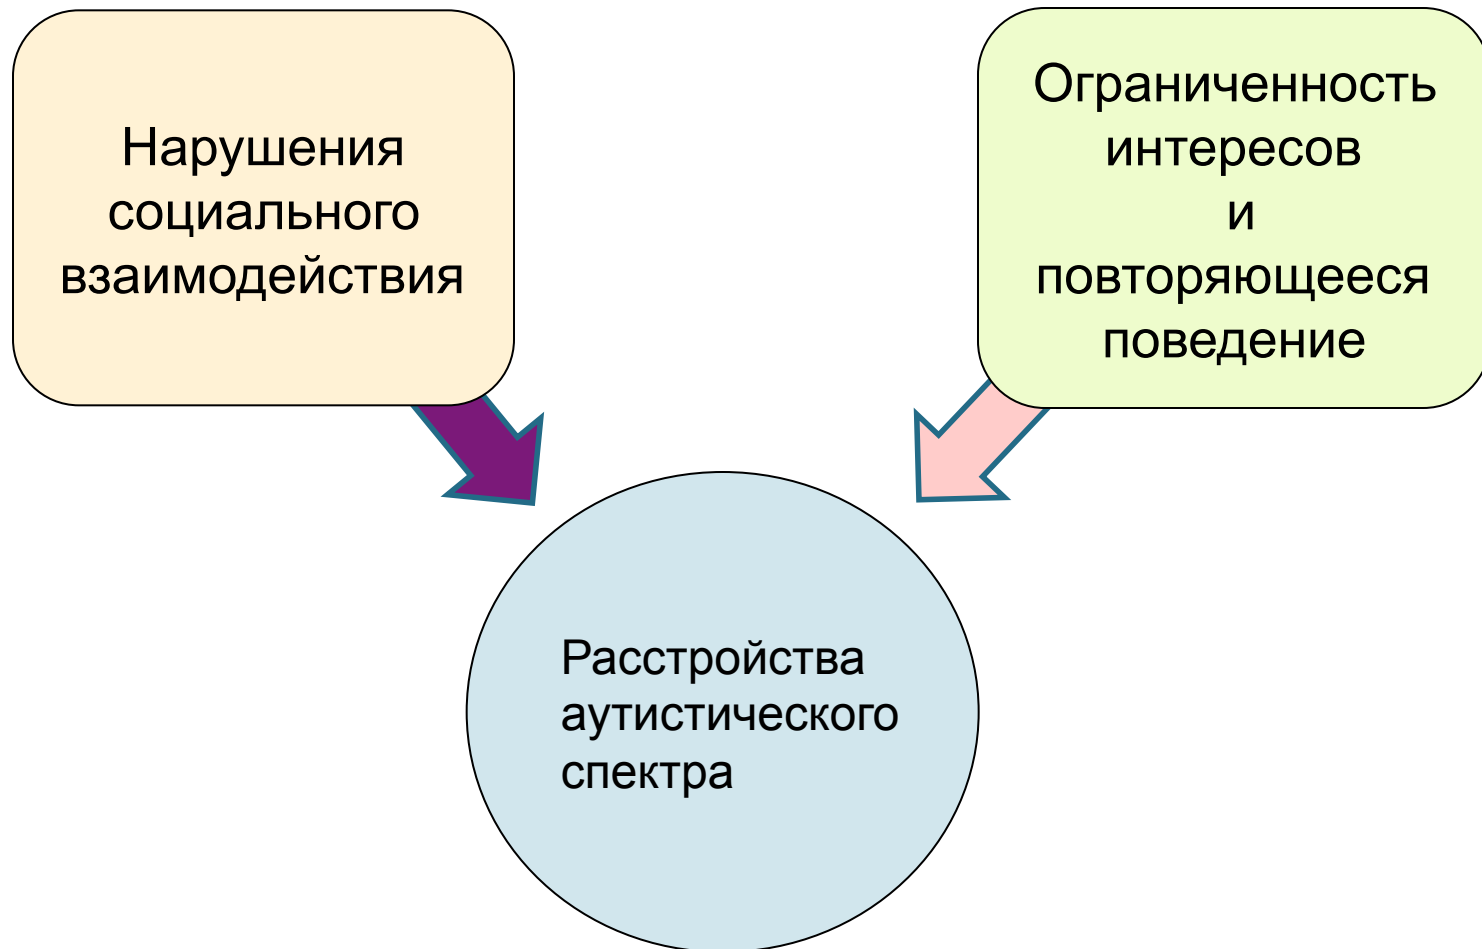 Нарушения
социального
взаимодействия
Ограниченность
интересов
и
повторяющееся
поведение
Расстройства
аутистического
спектра